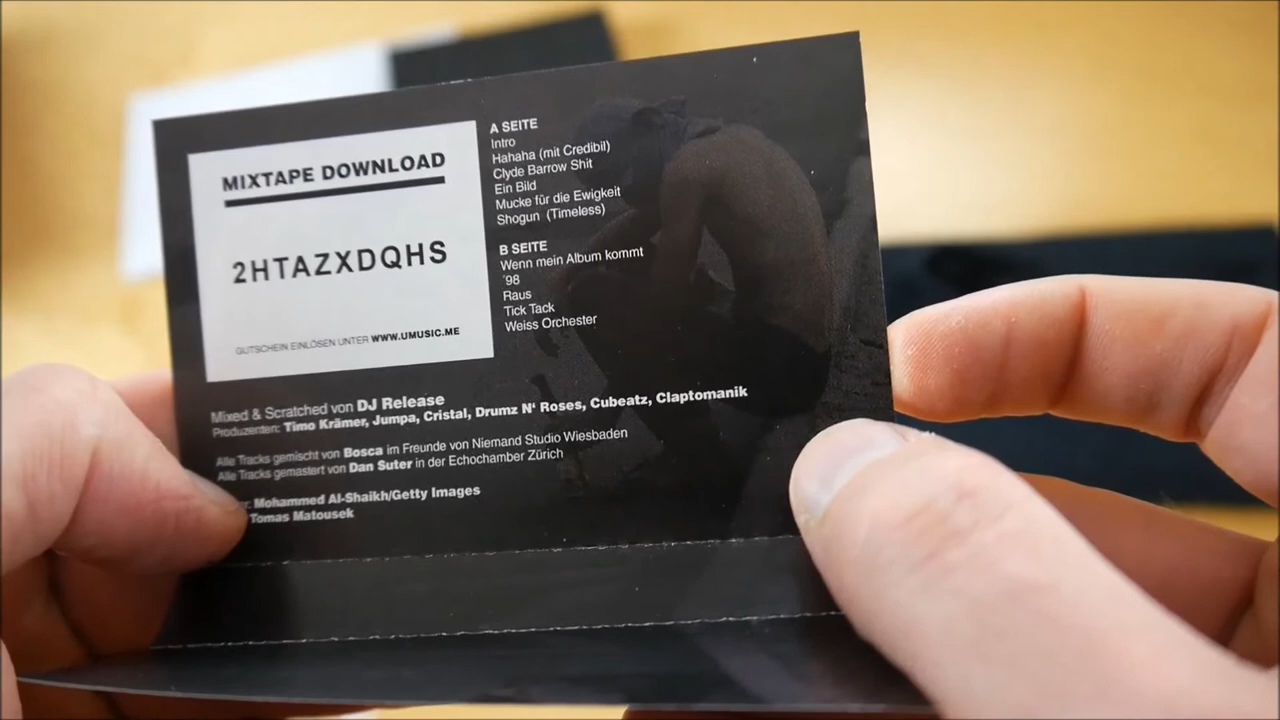 MIXTAPE DOWNLOAD
2HTAZXDQHS
GUTSCHEIN EINLÖSEN UNTER WWW.UMUSIC.ME
A SEITE
Intro
Hahaha (mit Credibil)
Clyde Barrow Shit
Ein Bild
Mucke für die Ewigkeit
Shogun (Timeless)
B SEITE
Wenn mein Album kommt
'98
Raus
Tick Tack
Weiss Orchester
Mixed & Scratched von DJ Release
Produzenten: Timo Krämer, Jumpa, Cristal, Drumz N' Roses, Cubeatz, Claptomanik
Alle Tracks gemischt von Bosca im Freunde von Niemand Studio Wiesbaden
Alle Tracks gemastert von Dan Suter in der Echochamber Zürich
Mohammed Al-Shaikh/Getty Images
Tomas Matousek